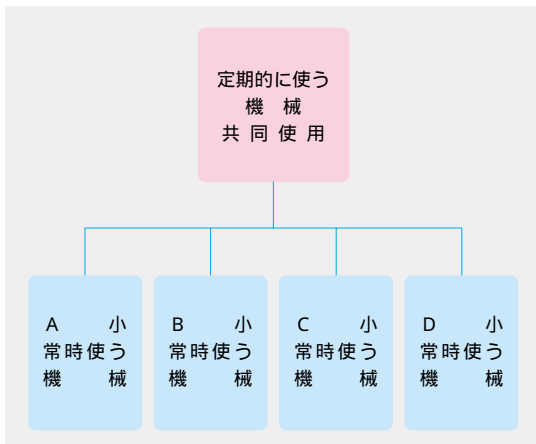 定期的に使う
機械
共同使用
A 小
常時使う
機械
B 小
常時使う
機械
C 小
常時使う
機械
D 小
常時使う
機械